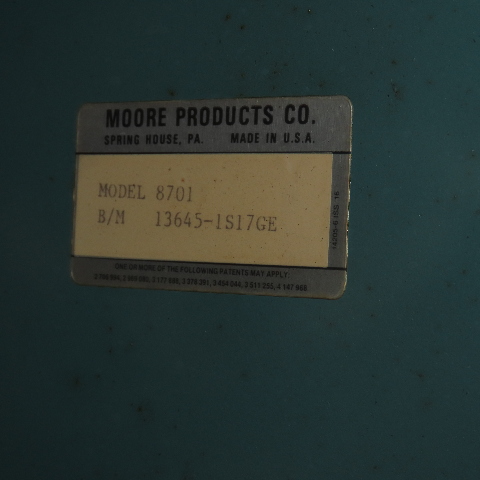 MOORE PRODUCTS CO.
SPRING HOUSE, PA. MADE IN U.S.A.
MODEL 8701
B/M 13645-1S17GE
ONE OR MORE OF THE FOLLOWING PATENTS MAY APPLY: